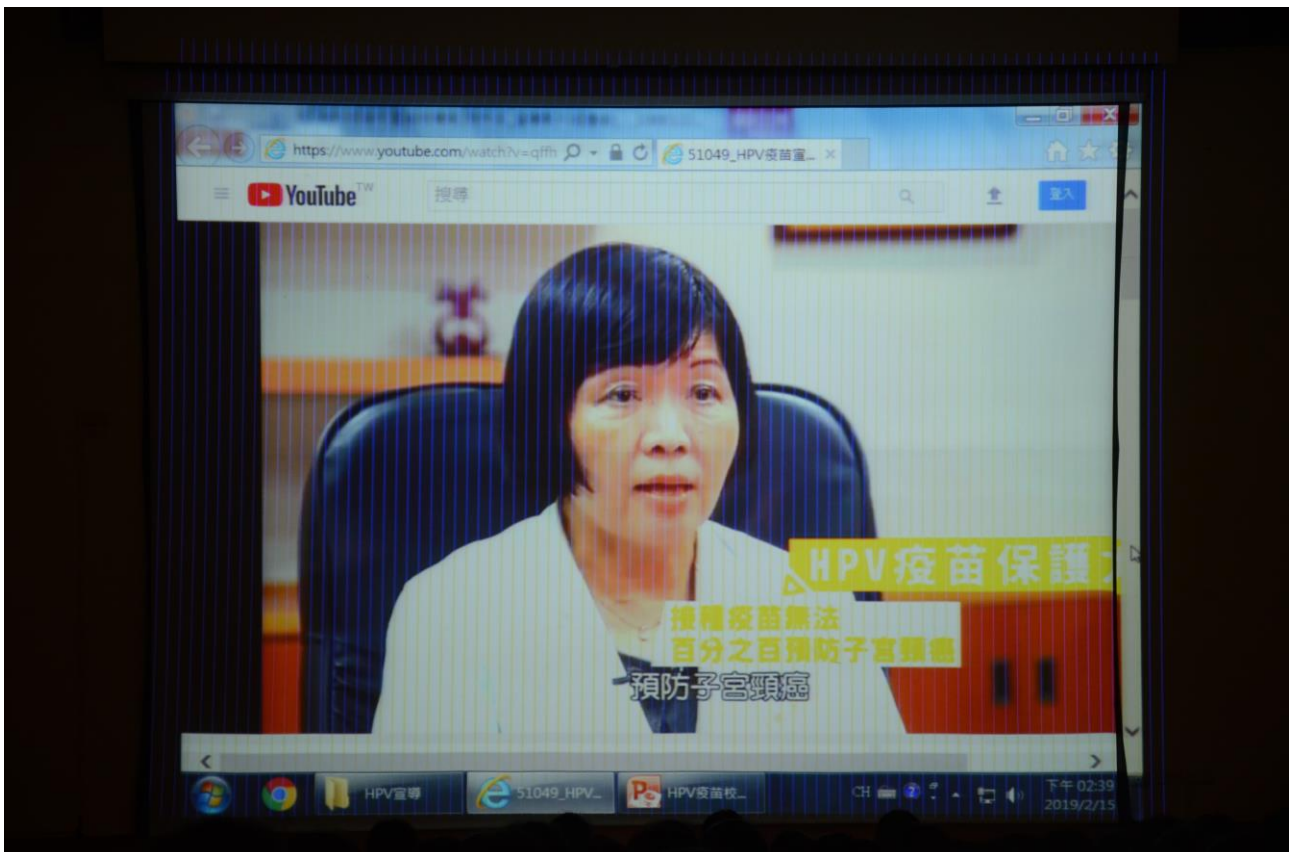 https://www.youtube.com/watch?v=qffh
51049_HPV疫苗宣...
YouTube TW
搜尋
登入
HPV疫苗保護
接種疫苗無法
百分之百預防子宮頸癌
預防子宮頸癌
HPV宣導
51049_HPV...
HPV疫苗校...
CH
下午 02:39
2019/2/15